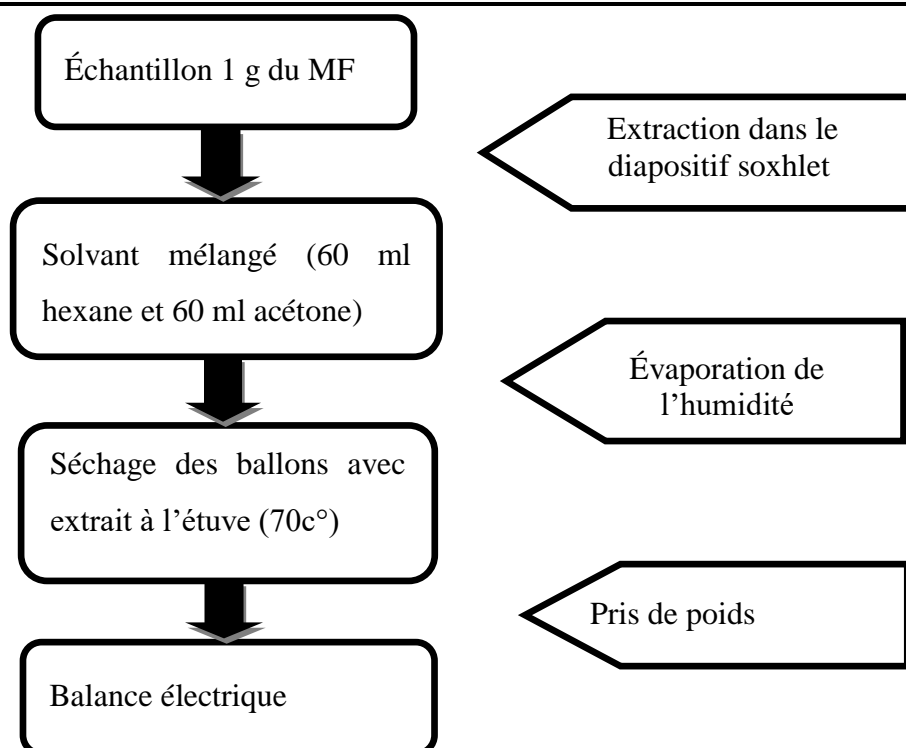 Échantillon 1 g du MF
Extraction dans le
diapositif soxhlet
Solvant mélangé (60 ml
hexane et 60 ml acétone)
Évaporation de
l’humidité
Séchage des ballons avec
extrait à l’étuve (70c°)
Pris de poids
Balance électrique